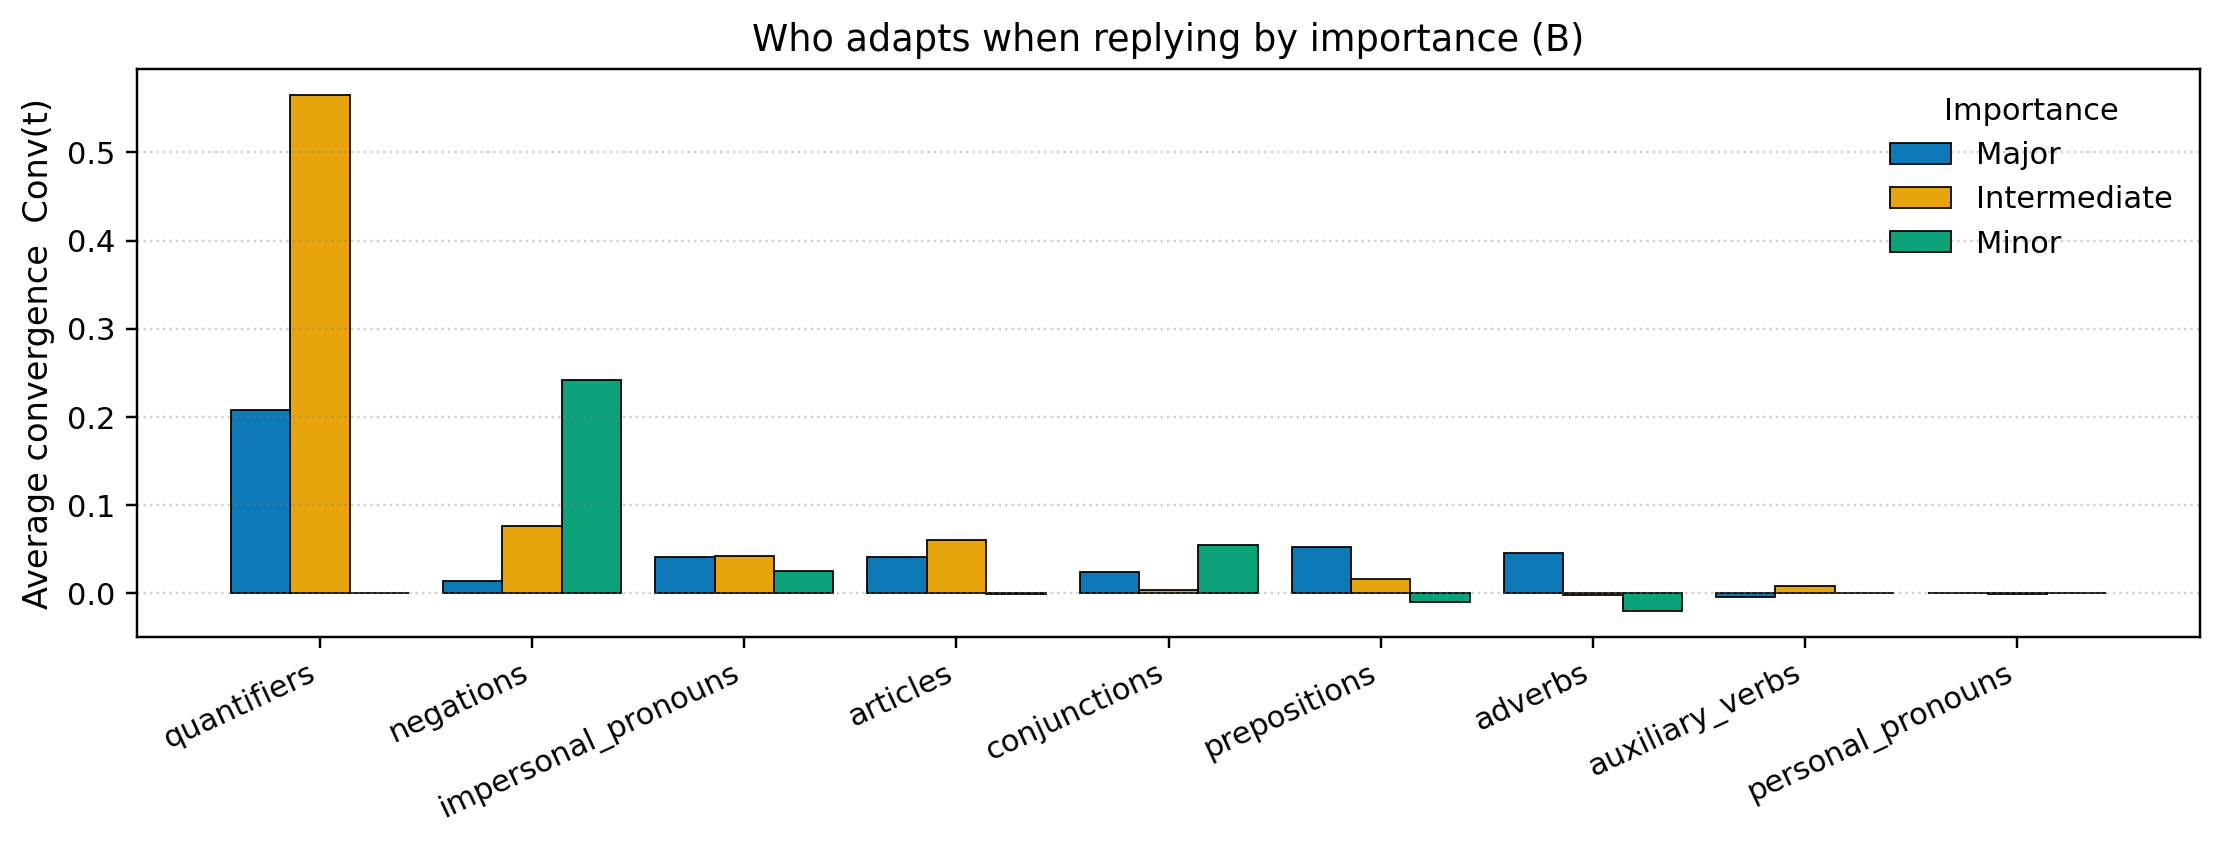 Who adapts when replying by importance (B)
Average convergence  Conv(t)
0.5
0.4
0.3
0.2
0.1
0.0
Importance
Major
Intermediate
Minor
quantifiers
negations
impersonal_pronouns
articles
conjunctions
prepositions
adverbs
auxiliary_verbs
personal_pronouns